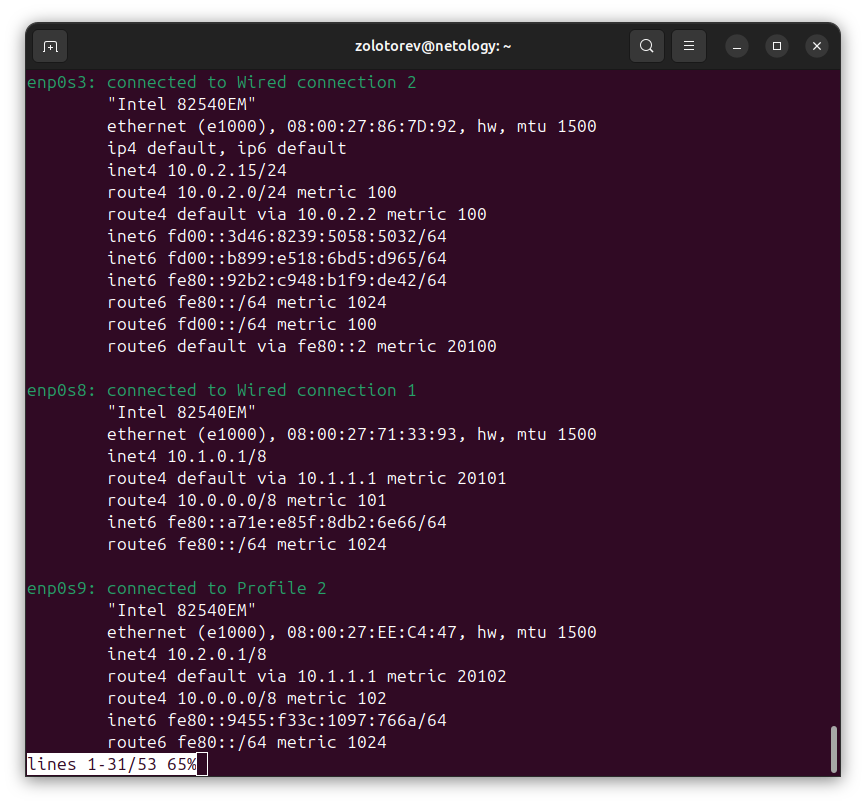 zolotorev@netology: ~
enp0s3: connected to Wired connection 2
"Intel 82540EM"
ethernet (e1000), 08:00:27:86:7D:92, hw, mtu 1500
ip4 default, ip6 default
inet4 10.0.2.15/24
route4 10.0.2.0/24 metric 100
route4 default via 10.0.2.2 metric 100
inet6 fd00::3d46:8239:5058:5032/64
inet6 fd00::b899:e518:6bd5:d965/64
inet6 fe80::92b2:c948:b1f9:de42/64
route6 fe80::/64 metric 1024
route6 fd00::/64 metric 100
route6 default via fe80::2 metric 20100
enp0s8: connected to Wired connection 1
"Intel 82540EM"
ethernet (e1000), 08:00:27:71:33:93, hw, mtu 1500
inet4 10.1.0.1/8
route4 default via 10.1.1.1 metric 20101
route4 10.0.0.0/8 metric 101
inet6 fe80::a71e:e85f:8db2:6e66/64
route6 fe80::/64 metric 1024
enp0s9: connected to Profile 2
"Intel 82540EM"
ethernet (e1000), 08:00:27:EE:C4:47, hw, mtu 1500
inet4 10.2.0.1/8
route4 default via 10.1.1.1 metric 20102
route4 10.0.0.0/8 metric 102
inet6 fe80::9455:f33c:1097:766a/64
route6 fe80::/64 metric 1024
lines 1-31/53 65%